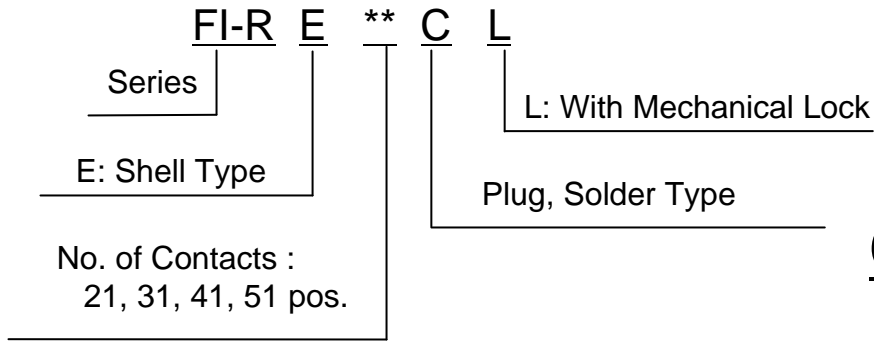 FI-R E ** C L
Series
L: With Mechanical Lock
E: Shell Type
Plug, Solder Type
No. of Contacts :
21, 31, 41, 51 pos.